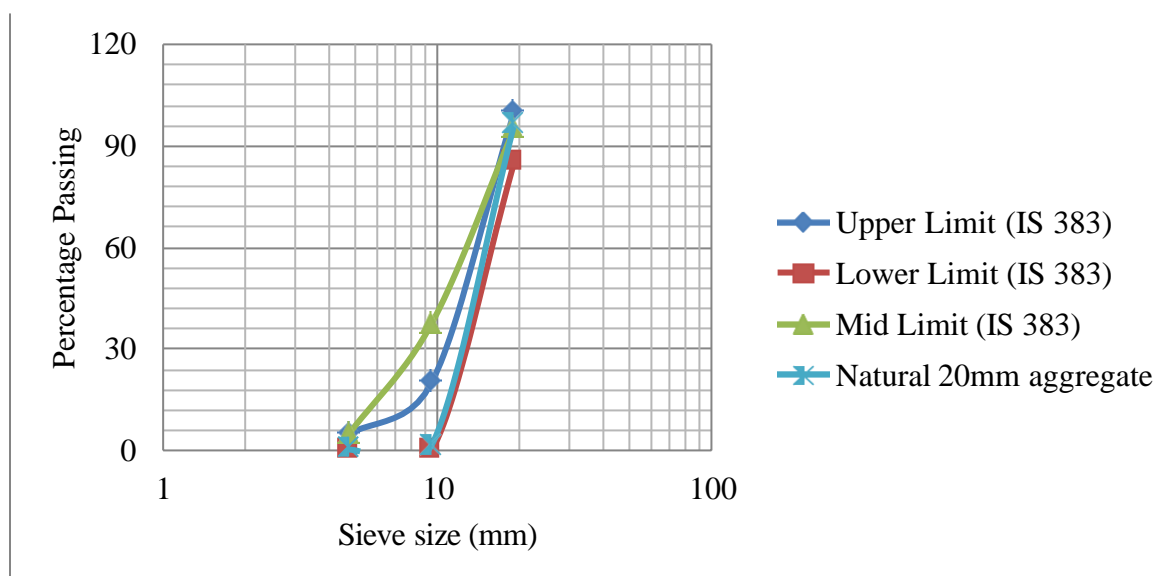 120
90
60
30
0
Percentage Passing
1
10
100
Sieve size (mm)
Upper Limit (IS 383)
Lower Limit (IS 383)
Mid Limit (IS 383)
Natural 20mm aggregate